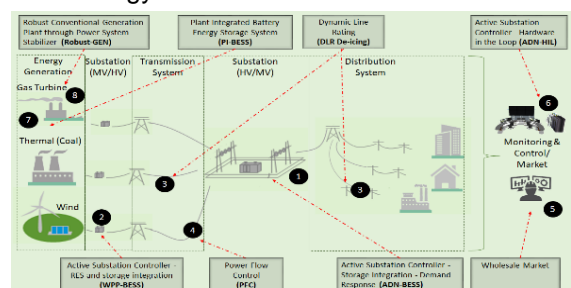 Robust Conventional Generation
Plant through Power System
Stabilizer (Robust-GEN)
Plant Integrated Battery
Energy Storage System
(PI-BESS)
Dynamic Line
Rating
(DLR De-icing)
Active Substation
Controller - Hardware
in the Loop (ADN-HIL)
Energy
Generation
Substation
(MV/HV)
Transmission
System
Substation
(HV/MV)
Distribution
System
Gas Turbine
8
7
6
Thermal (Coal)
Monitoring &
Control/
Market
3
1
3
Wind
2
4
5
Active Substation Controller -
RES and storage integration
(WPP-BESS)
Power Flow
Control
(PFC)
Active Substation Controller -
Storage Integration - Demand
Response (ADN-BESS)
Wholesale Market